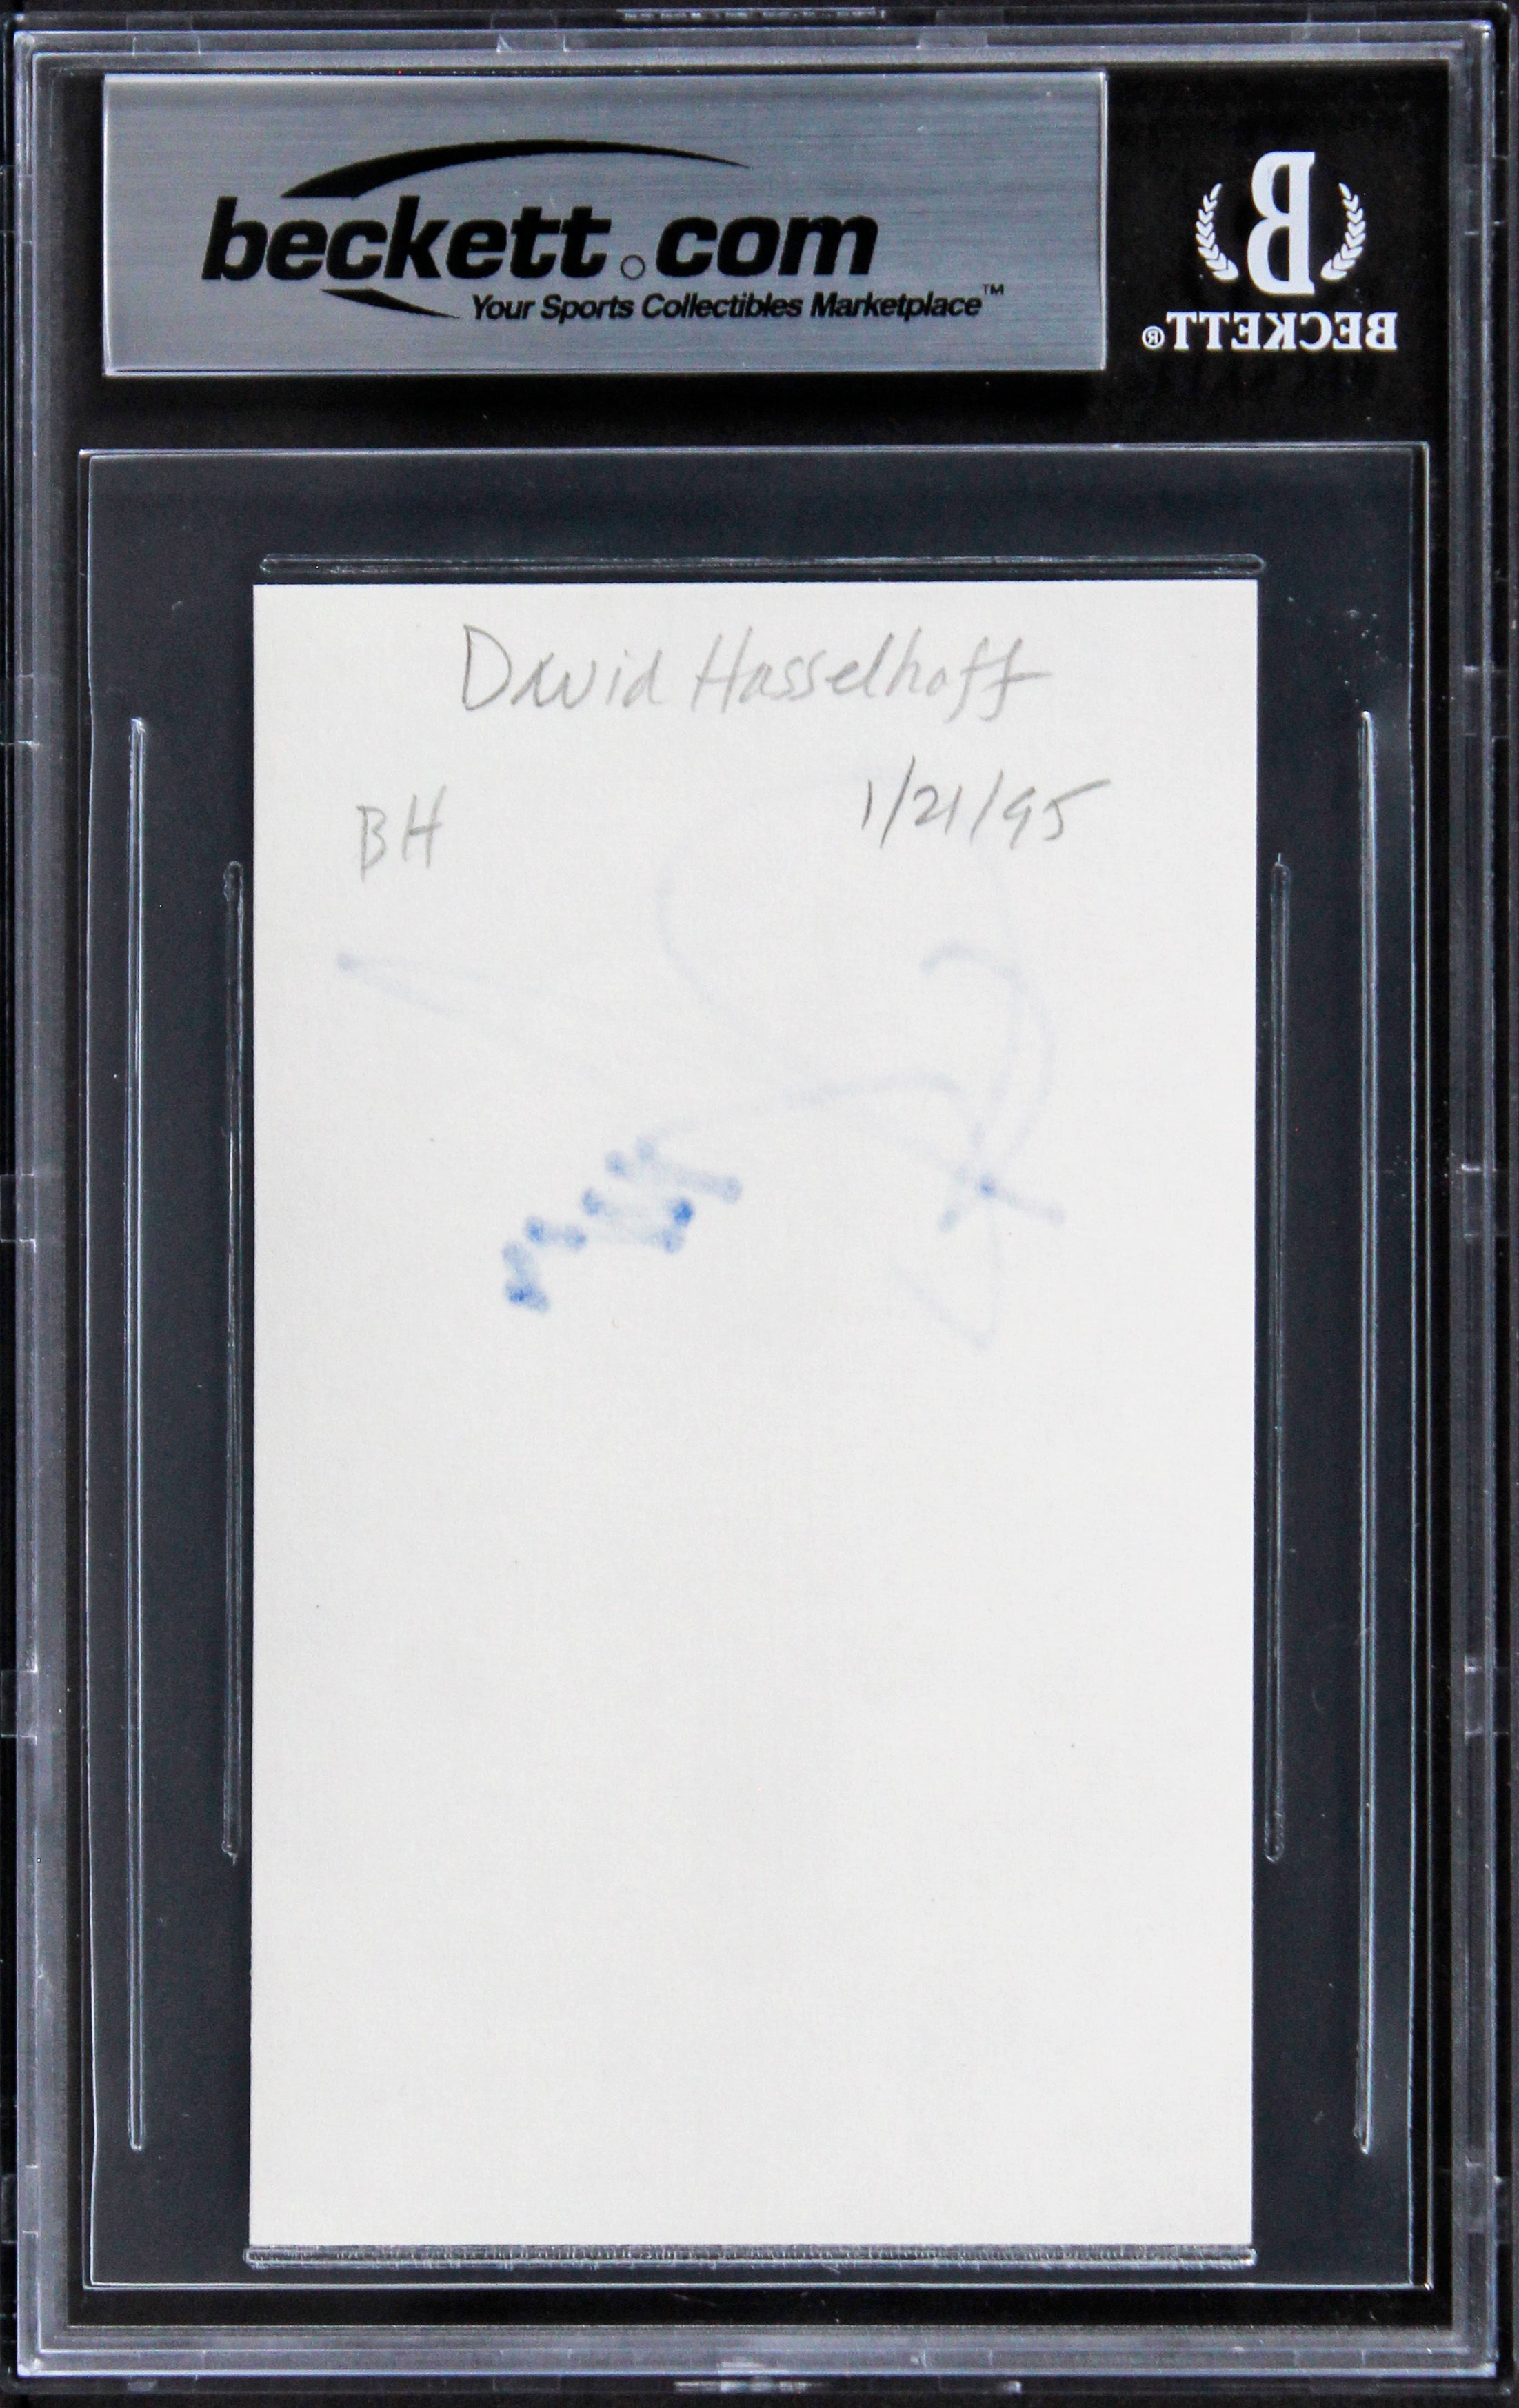 beckett.com
Your Sports Collectibles Marketplace™
B
BECKETT®
David Hasselhoff
BH 1/21/95